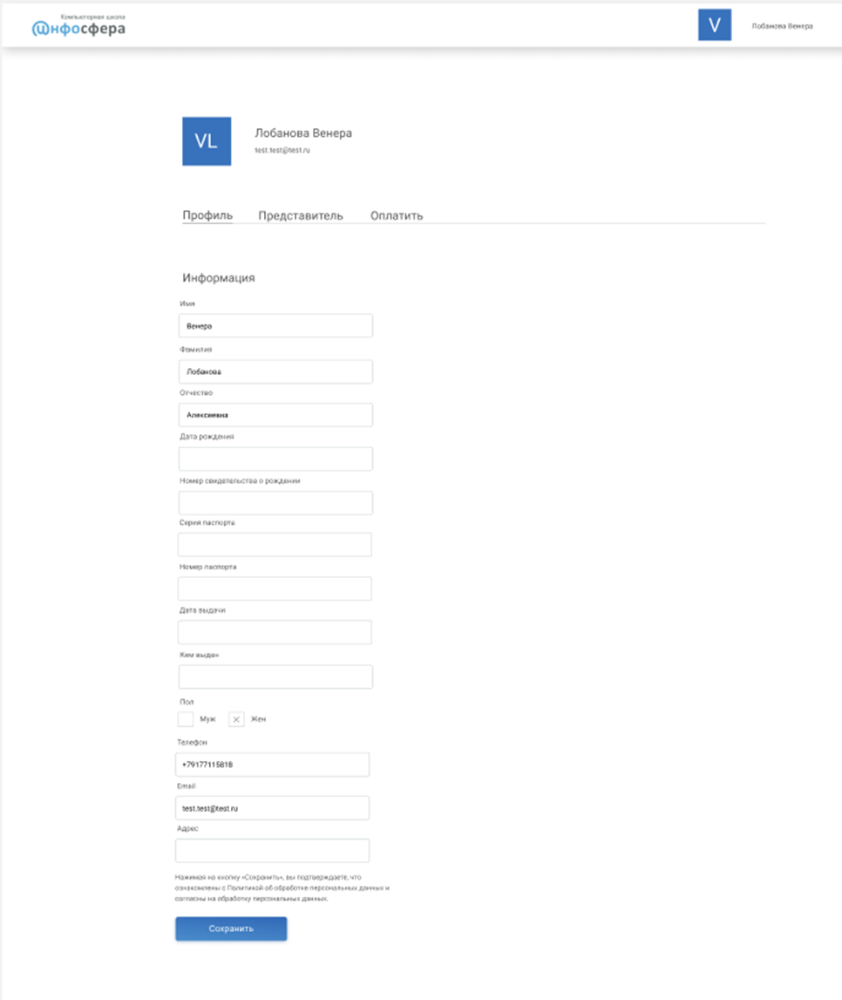 Компьютерная школа
Инфосфера
V
Лобанова Венера
VL
Лобанова Венера
test.test@test.ru
Профиль Представитель Оплатить
Информация
Имя
Венера
Фамилия
Лобанова
Отчество
Алексаевна
Дата рождения
Номер свидетельства о рождении
Серия паспорта
Номер паспорта
Дата выдачи
Кем выдан
Пол
Муж Жен
Телефон
+79177115818
Email
test.test@test.ru
Адрес
Нажимая на кнопку «Сохранить», вы подтверждаете, что
ознакомлены с Политикой об обработке персональных данных и
согласны на обработку персональных данных.
Сохранить